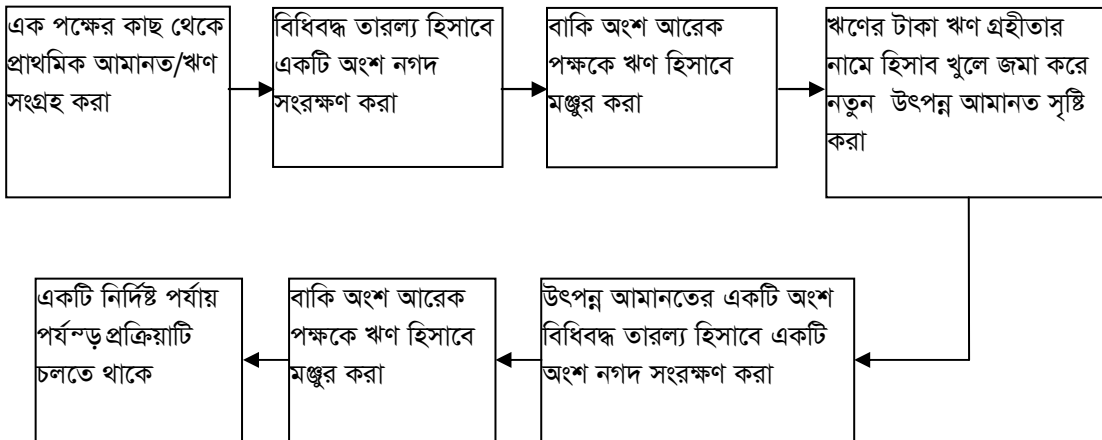 এক পক্ষের কাছ থেকে
প্রাথমিক আমানত/ঋণ
সংগ্রহ করা
বিধিবদ্ধ তারল্য হিসাবে
একটি অংশ নগদ
সংরক্ষণ করা
বাকি অংশ আরেক
পক্ষকে ঋণ হিসাবে
মঞ্জুর করা
ঋণের টাকা ঋণ গ্রহীতার
নামে হিসাব খুলে জমা করে
নতুন উৎপন্ন আমানত সৃষ্টি
করা
উৎপন্ন আমানতের একটি অংশ
বিধিবদ্ধ তারল্য হিসাবে একটি
অংশ নগদ সংরক্ষণ করা
বাকি অংশ আরেক
পক্ষকে ঋণ হিসাবে
মঞ্জুর করা
একটি নির্দিষ্ট পর্যায়
পর্যন্ড় প্রক্রিয়াটি
চলতে থাকে